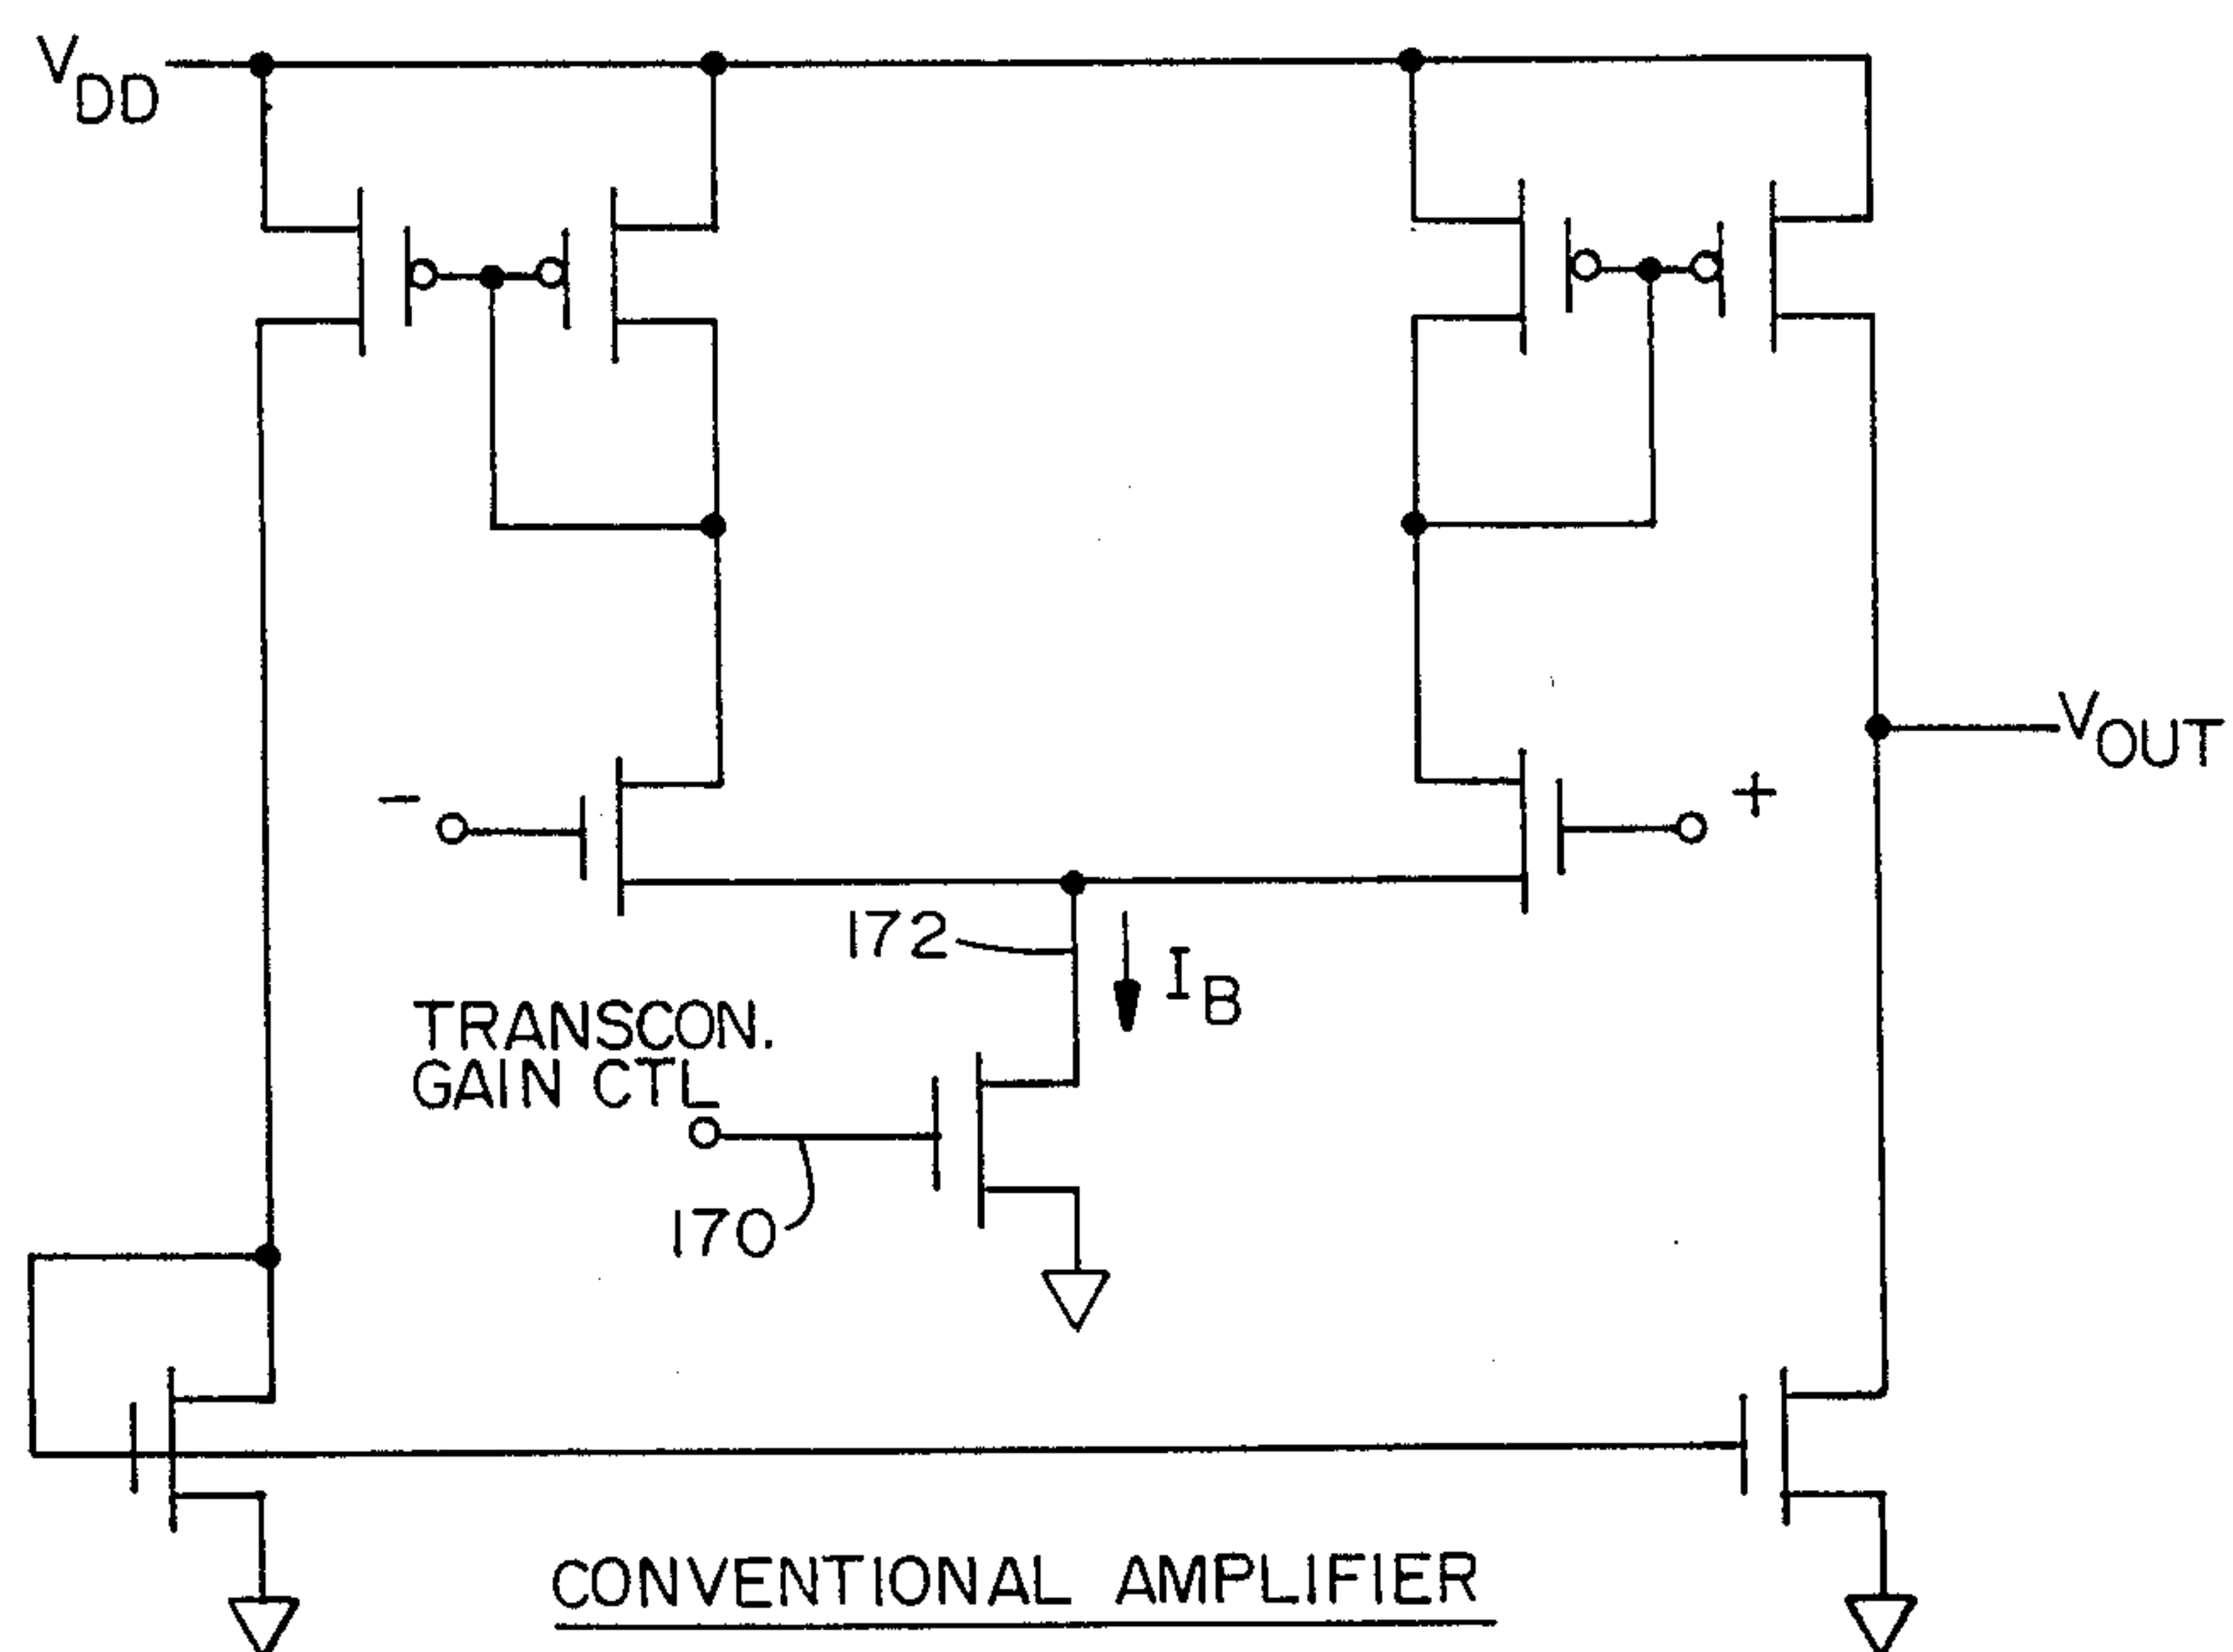 VDD
VOUT
-
+
172
IB
TRANSCON.
GAIN CTL
170
CONVENTIONAL AMPLIFIER